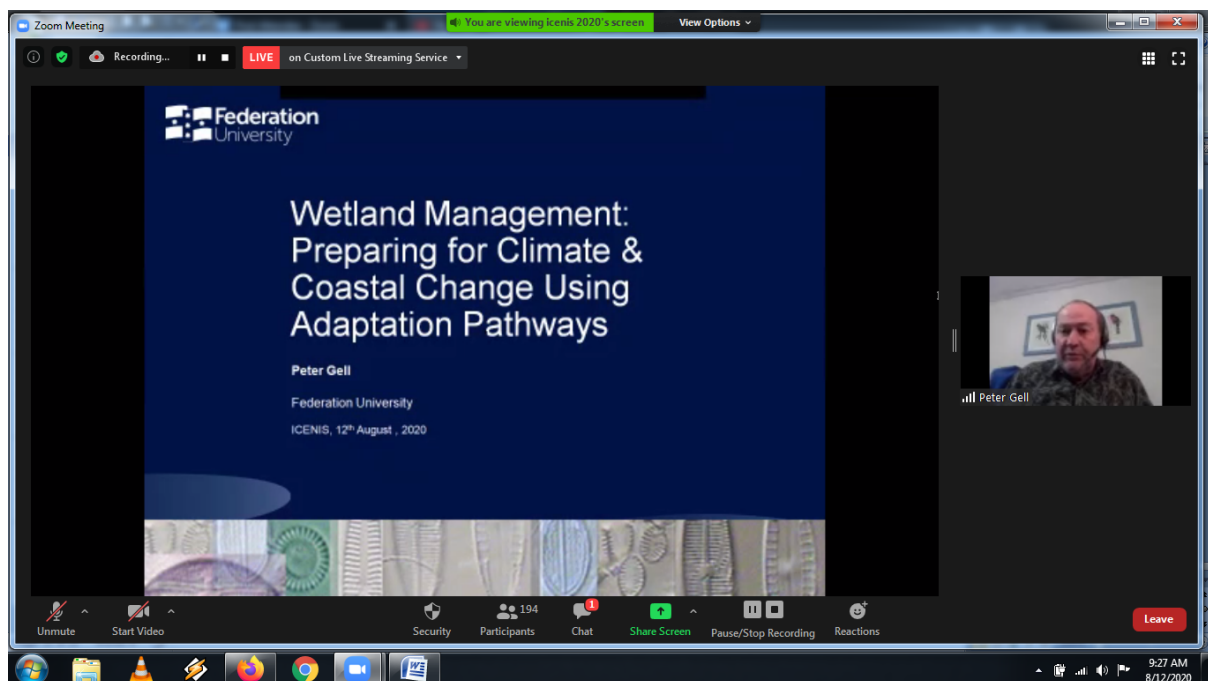 Zoom Meeting
You are viewing icenis 2020's screen
View Options
Recording...
LIVE
on Custom Live Streaming Service
Federation
University
Wetland Management:
Preparing for Climate &
Coastal Change Using
Adaptation Pathways
Peter Gell
Federation University
ICENIS, 12th August , 2020
Peter Gell
Unmute
Start Video
Security
194
Participants
1
Chat
Share Screen
Pause/Stop Recording
Reactions
Leave
9:27 AM
8/12/2020